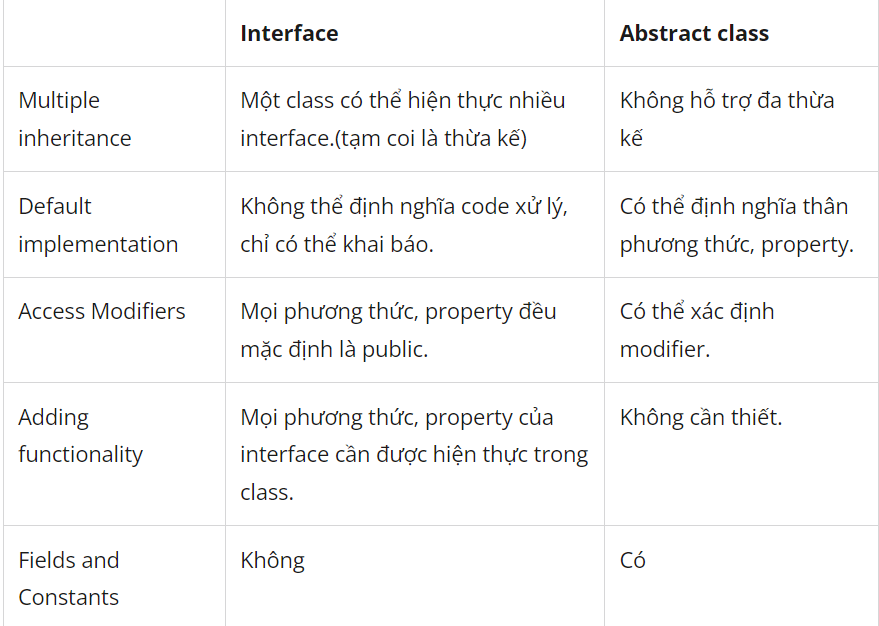 Interface
Abstract class
Multiple
inheritance
Một class có thể hiện thực nhiều
interface.(tạm coi là thừa kế)
Không hỗ trợ đa thừa
kế
Default
implementation
Không thể định nghĩa code xử lý,
chỉ có thể khai báo.
Có thể định nghĩa thân
phương thức, property.
Access Modifiers
Mọi phương thức, property đều
mặc định là public.
Có thể xác định
modifier.
Adding
functionality
Mọi phương thức, property của
interface cần được hiện thực trong
class.
Không cần thiết.
Fields and
Constants
Không
Có